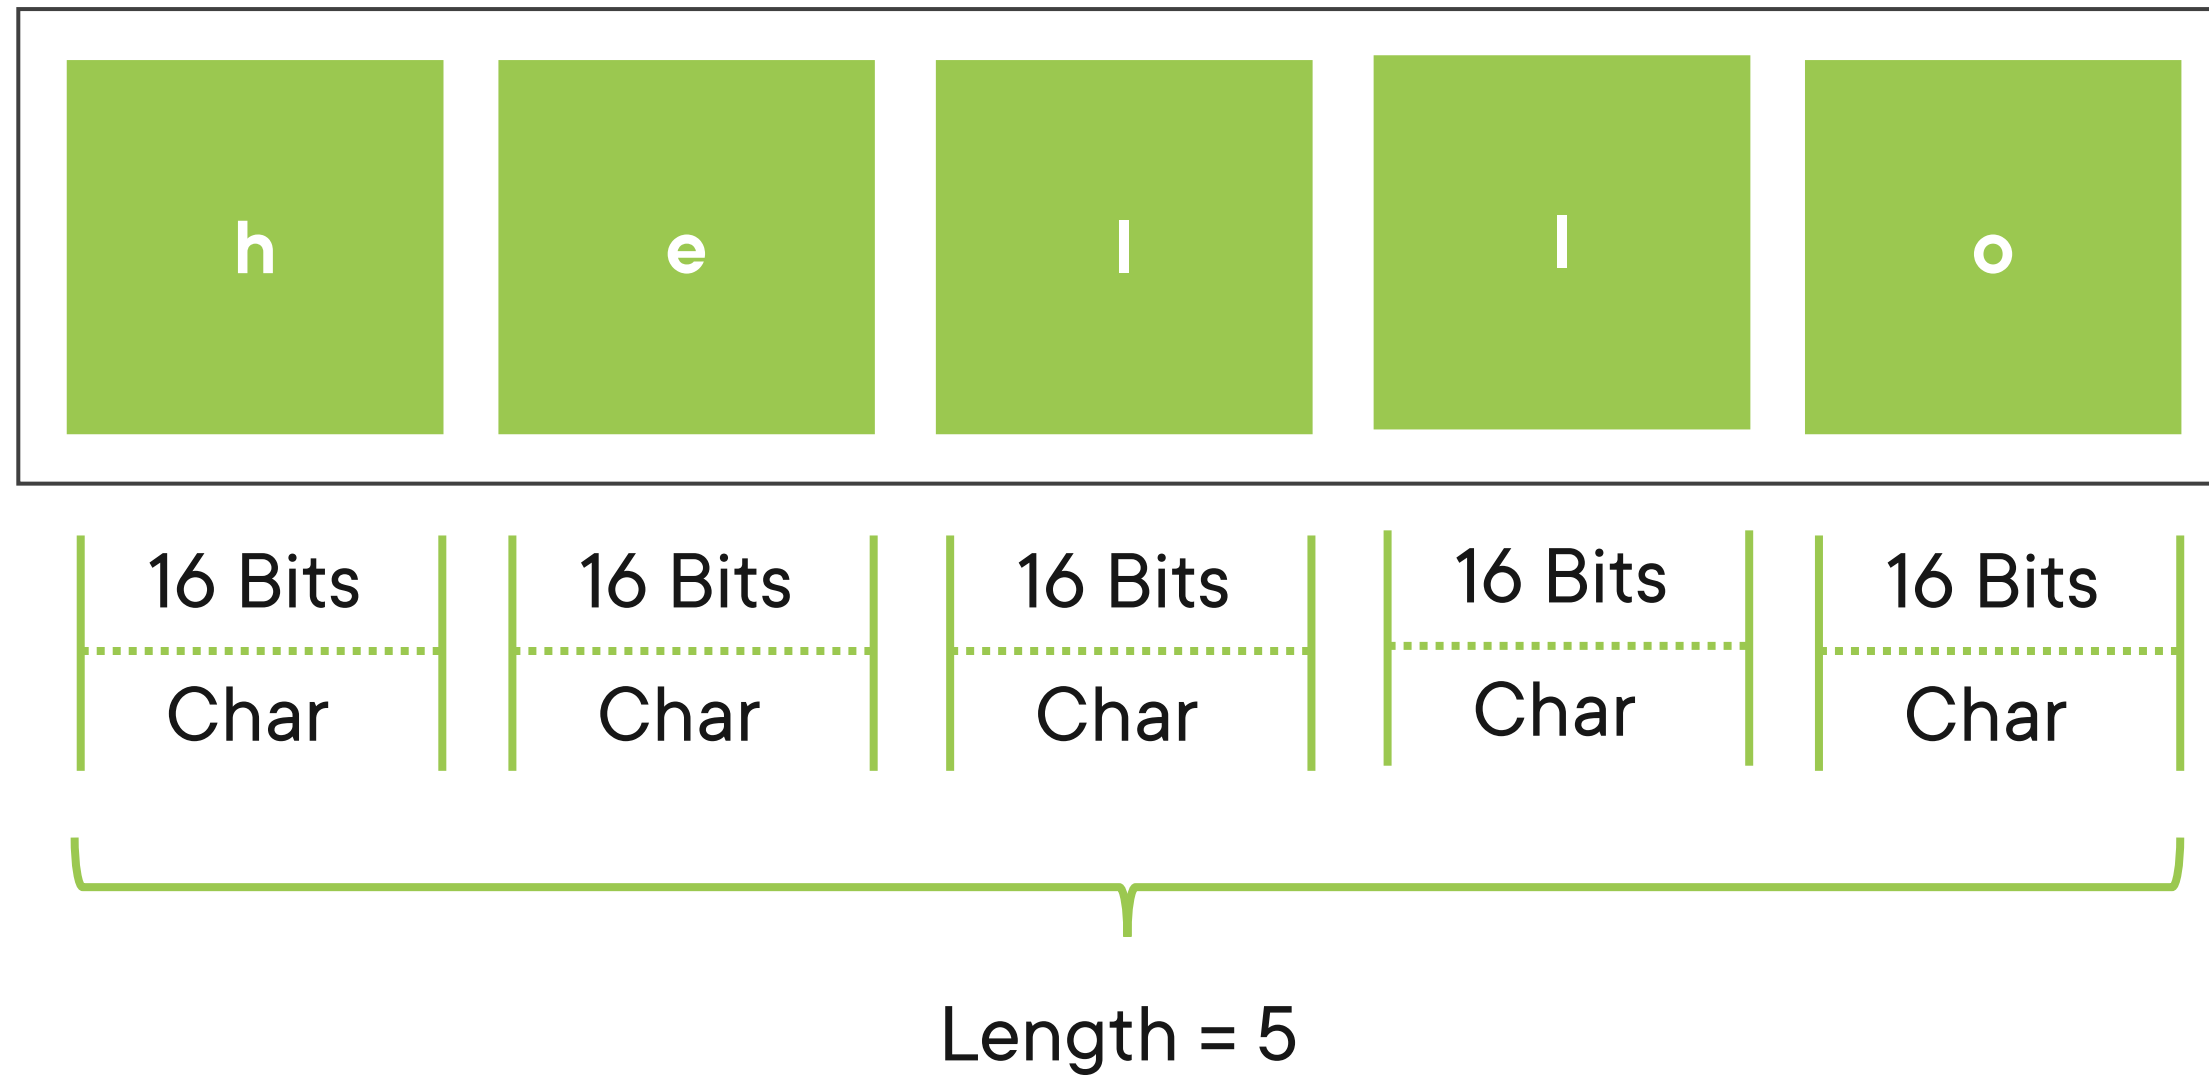 h e l l o
16 Bits 16 Bits 16 Bits 16 Bits 16 Bits
Char Char Char Char Char
Length = 5